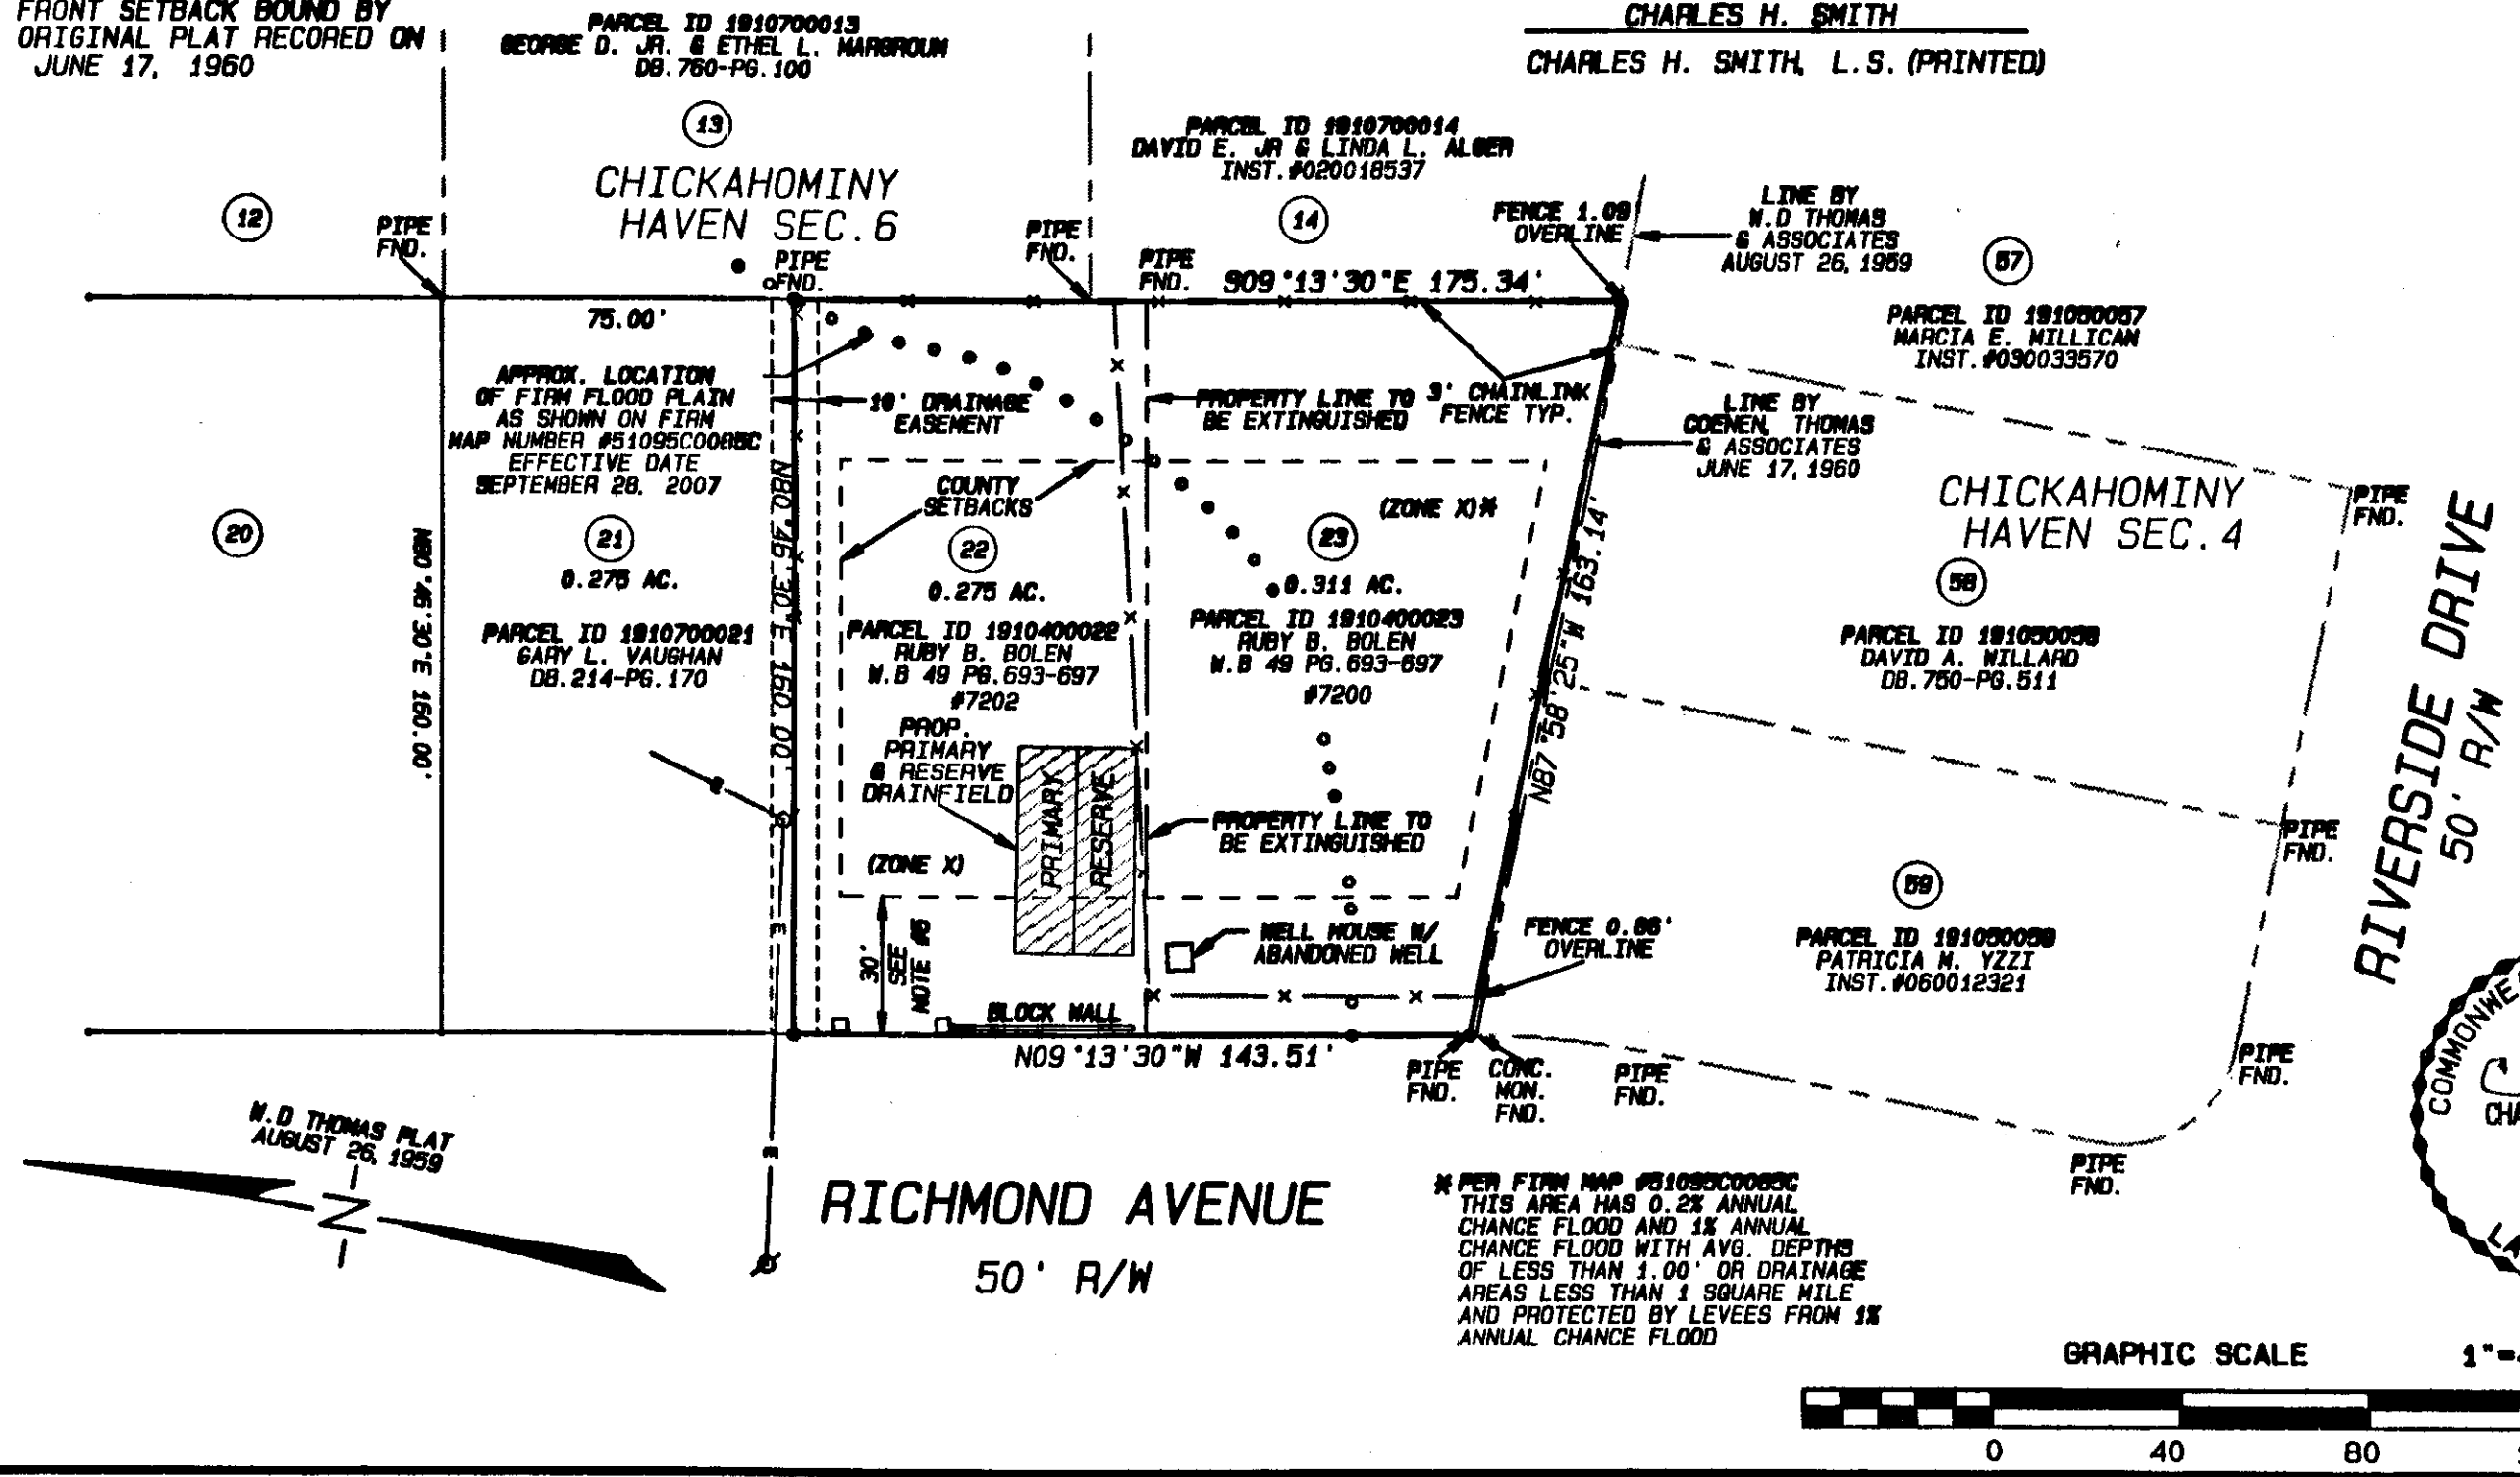 FRONT SETBACK BOUND BY
ORIGINAL PLAT RECORED ON
JUNE 17, 1960
PARCEL ID 1910700013
GEORGE D. JR. & ETHEL L. MARGROUM
DB. 760-PG. 100
CHARLES H. SMITH
CHARLES H. SMITH, L.S. (PRINTED)
13
CHICKAHOMINY
HAVEN SEC. 6
12
PIPE
FND.
PIPE
FND.
PIPE
FND.
PIPE
FND.
PARCEL ID 1910700014
DAVID E. JR & LINDA L. ALGER
INST. #020018537
14
FENCE 1.09
OVERLINE
LINE BY
W.D THOMAS
& ASSOCIATES
AUGUST 26, 1959
57
S09°13'30"E 175.34'
PARCEL ID 191050057
MARCIA E. MILLICAN
INST. #030033570
75.00'
APPROX. LOCATION
OF FIRM FLOOD PLAIN
AS SHOWN ON FIRM
MAP NUMBER #51095C0085C
EFFECTIVE DATE
SEPTEMBER 28, 2007
10' DRAINAGE
EASEMENT
PROPERTY LINE TO
BE EXTINGUISHED
3' CHAINLINK
FENCE TYP.
LINE BY
COENEN, THOMAS
& ASSOCIATES
JUNE 17, 1960
COUNTY
SETBACKS
(ZONE X)*
CHICKAHOMINY
HAVEN SEC. 4
PIPE
FND.
20
21
0.275 AC.
PARCEL ID 1910700021
GARY L. VAUGHAN
DB. 214-PG. 170
N80°46'30"E 160.00'
N80°46'30"E 160.00'
22
0.275 AC.
PARCEL ID 1910400022
RUBY B. BOLEN
W.B 49 PG. 693-697
#7202
23
0.311 AC.
PARCEL ID 1910400023
RUBY B. BOLEN
W.B 49 PG. 693-697
#7200
N87°58'25"W 163.14'
58
PARCEL ID 191050058
DAVID A. WILLARD
DB. 750-PG. 511
RIVERSIDE DRIVE
50' R/W
PROP.
PRIMARY
& RESERVE
DRAINFIELD
PRIMARY
RESERVE
PROPERTY LINE TO
BE EXTINGUISHED
(ZONE X)
PIPE
FND.
59
PARCEL ID 191050059
PATRICIA M. YZZI
INST. #060012321
E
30'
SEE
NOTE #5
WELL HOUSE W/
ABANDONED WELL
FENCE 0.66'
OVERLINE
BLOCK WALL
N09°13'30"W 143.51'
PIPE
FND.
CONC.
MON.
FND.
PIPE
FND.
PIPE
FND.
PIPE
FND.
COMMONWE
CHA
LA
W.D THOMAS PLAT
AUGUST 26, 1959
N
E
RICHMOND AVENUE
50' R/W
* PER FIRM MAP #51095C0085C
THIS AREA HAS 0.2% ANNUAL
CHANCE FLOOD AND 1% ANNUAL
CHANCE FLOOD WITH AVG. DEPTHS
OF LESS THAN 1.00' OR DRAINAGE
AREAS LESS THAN 1 SQUARE MILE
AND PROTECTED BY LEVEES FROM 1%
ANNUAL CHANCE FLOOD
GRAPHIC SCALE 1"=
0 40 80